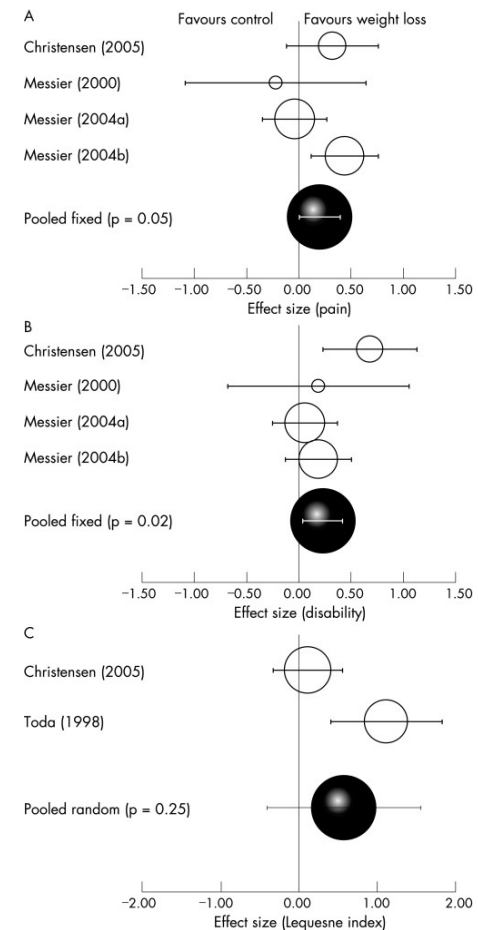 A
Favours control Favours weight loss
Christensen (2005)
Messier (2000)
Messier (2004a)
Messier (2004b)
Pooled fixed (p = 0.05)
−1.50 −1.00 −0.50 0.00 0.50 1.00 1.50
Effect size (pain)
B
Christensen (2005)
Messier (2000)
Messier (2004a)
Messier (2004b)
Pooled fixed (p = 0.02)
−1.50 −1.00 −0.50 0.00 0.50 1.00 1.50
Effect size (disability)
C
Christensen (2005)
Toda (1998)
Pooled random (p = 0.25)
−2.00 −1.00 0.00 1.00 2.00
Effect size (Lequesne index)